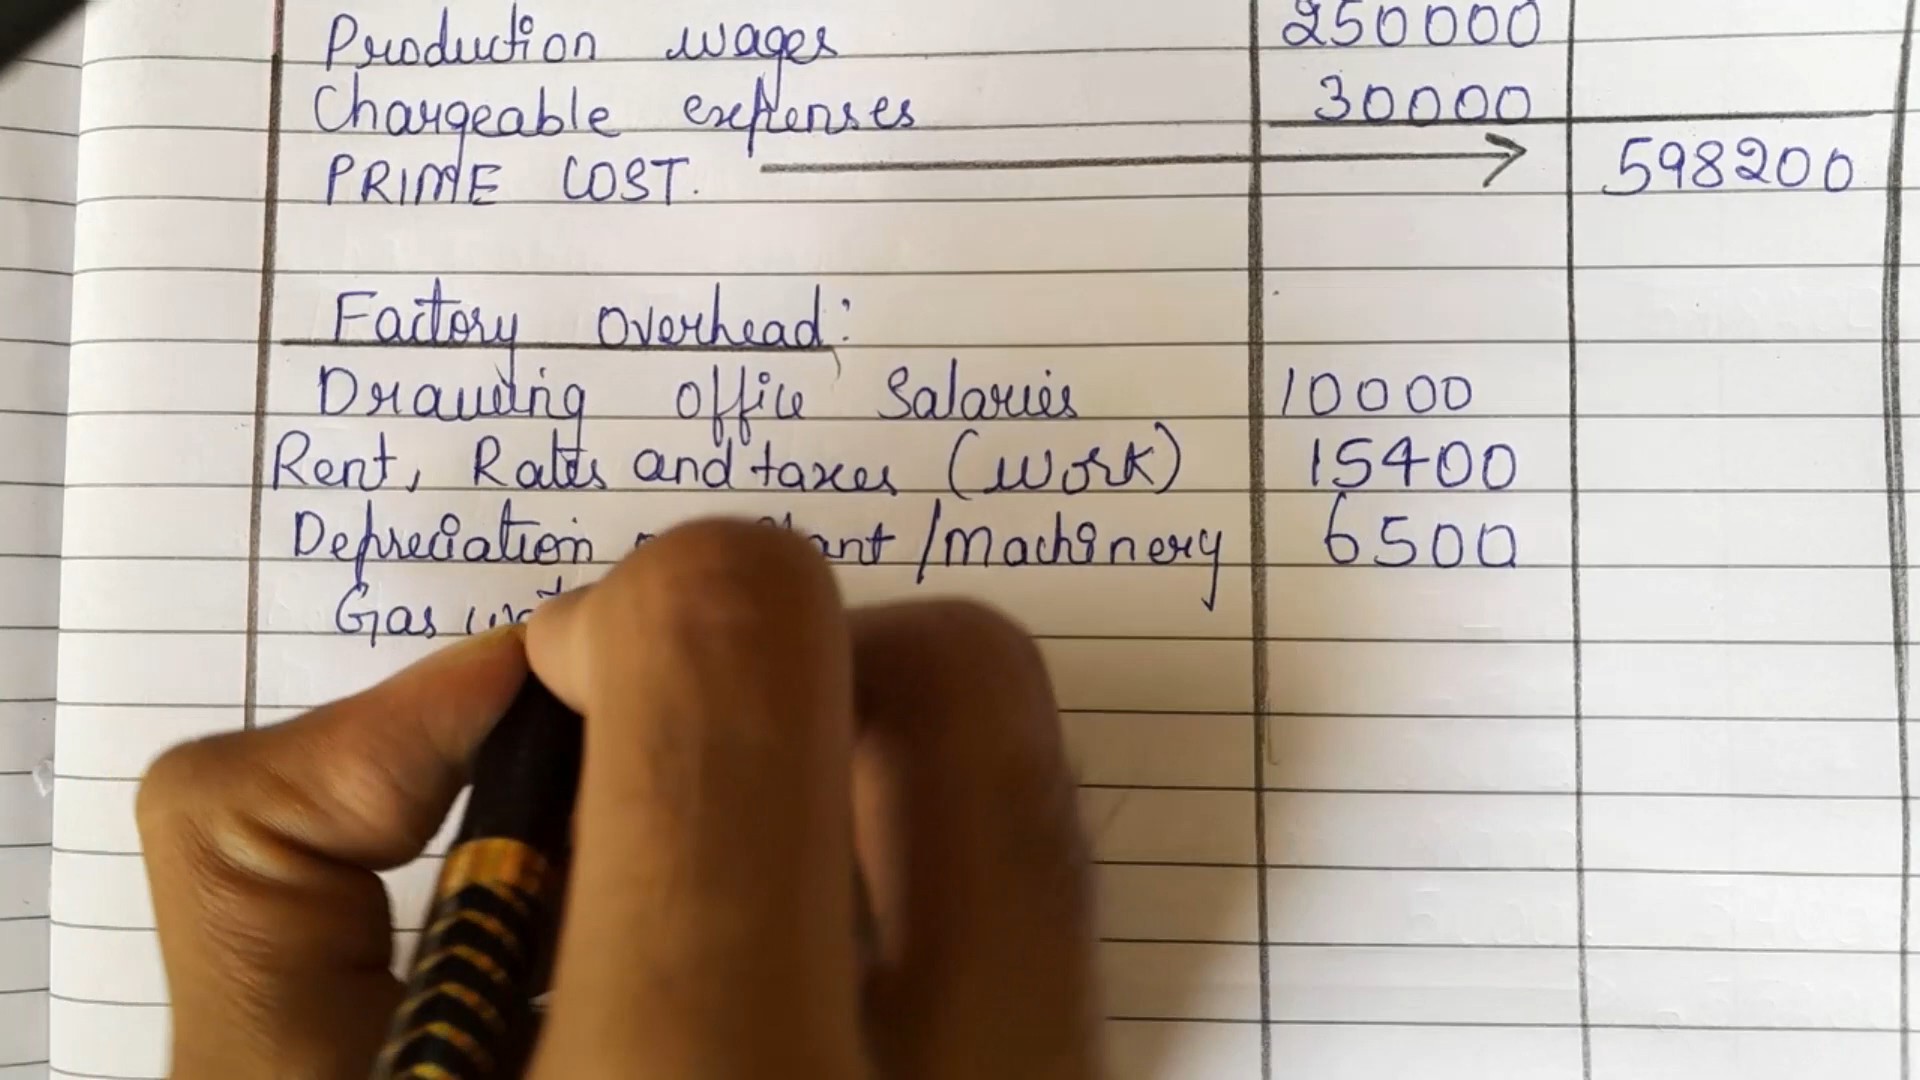 Production wages 250000
Chargeable expenses 30000
PRIME COST. 598200
Factory overhead:
Drawing office Salaries 10000
Rent, Rates and taxes (work) 15400
Depreciation /Machinery 6500
Gas